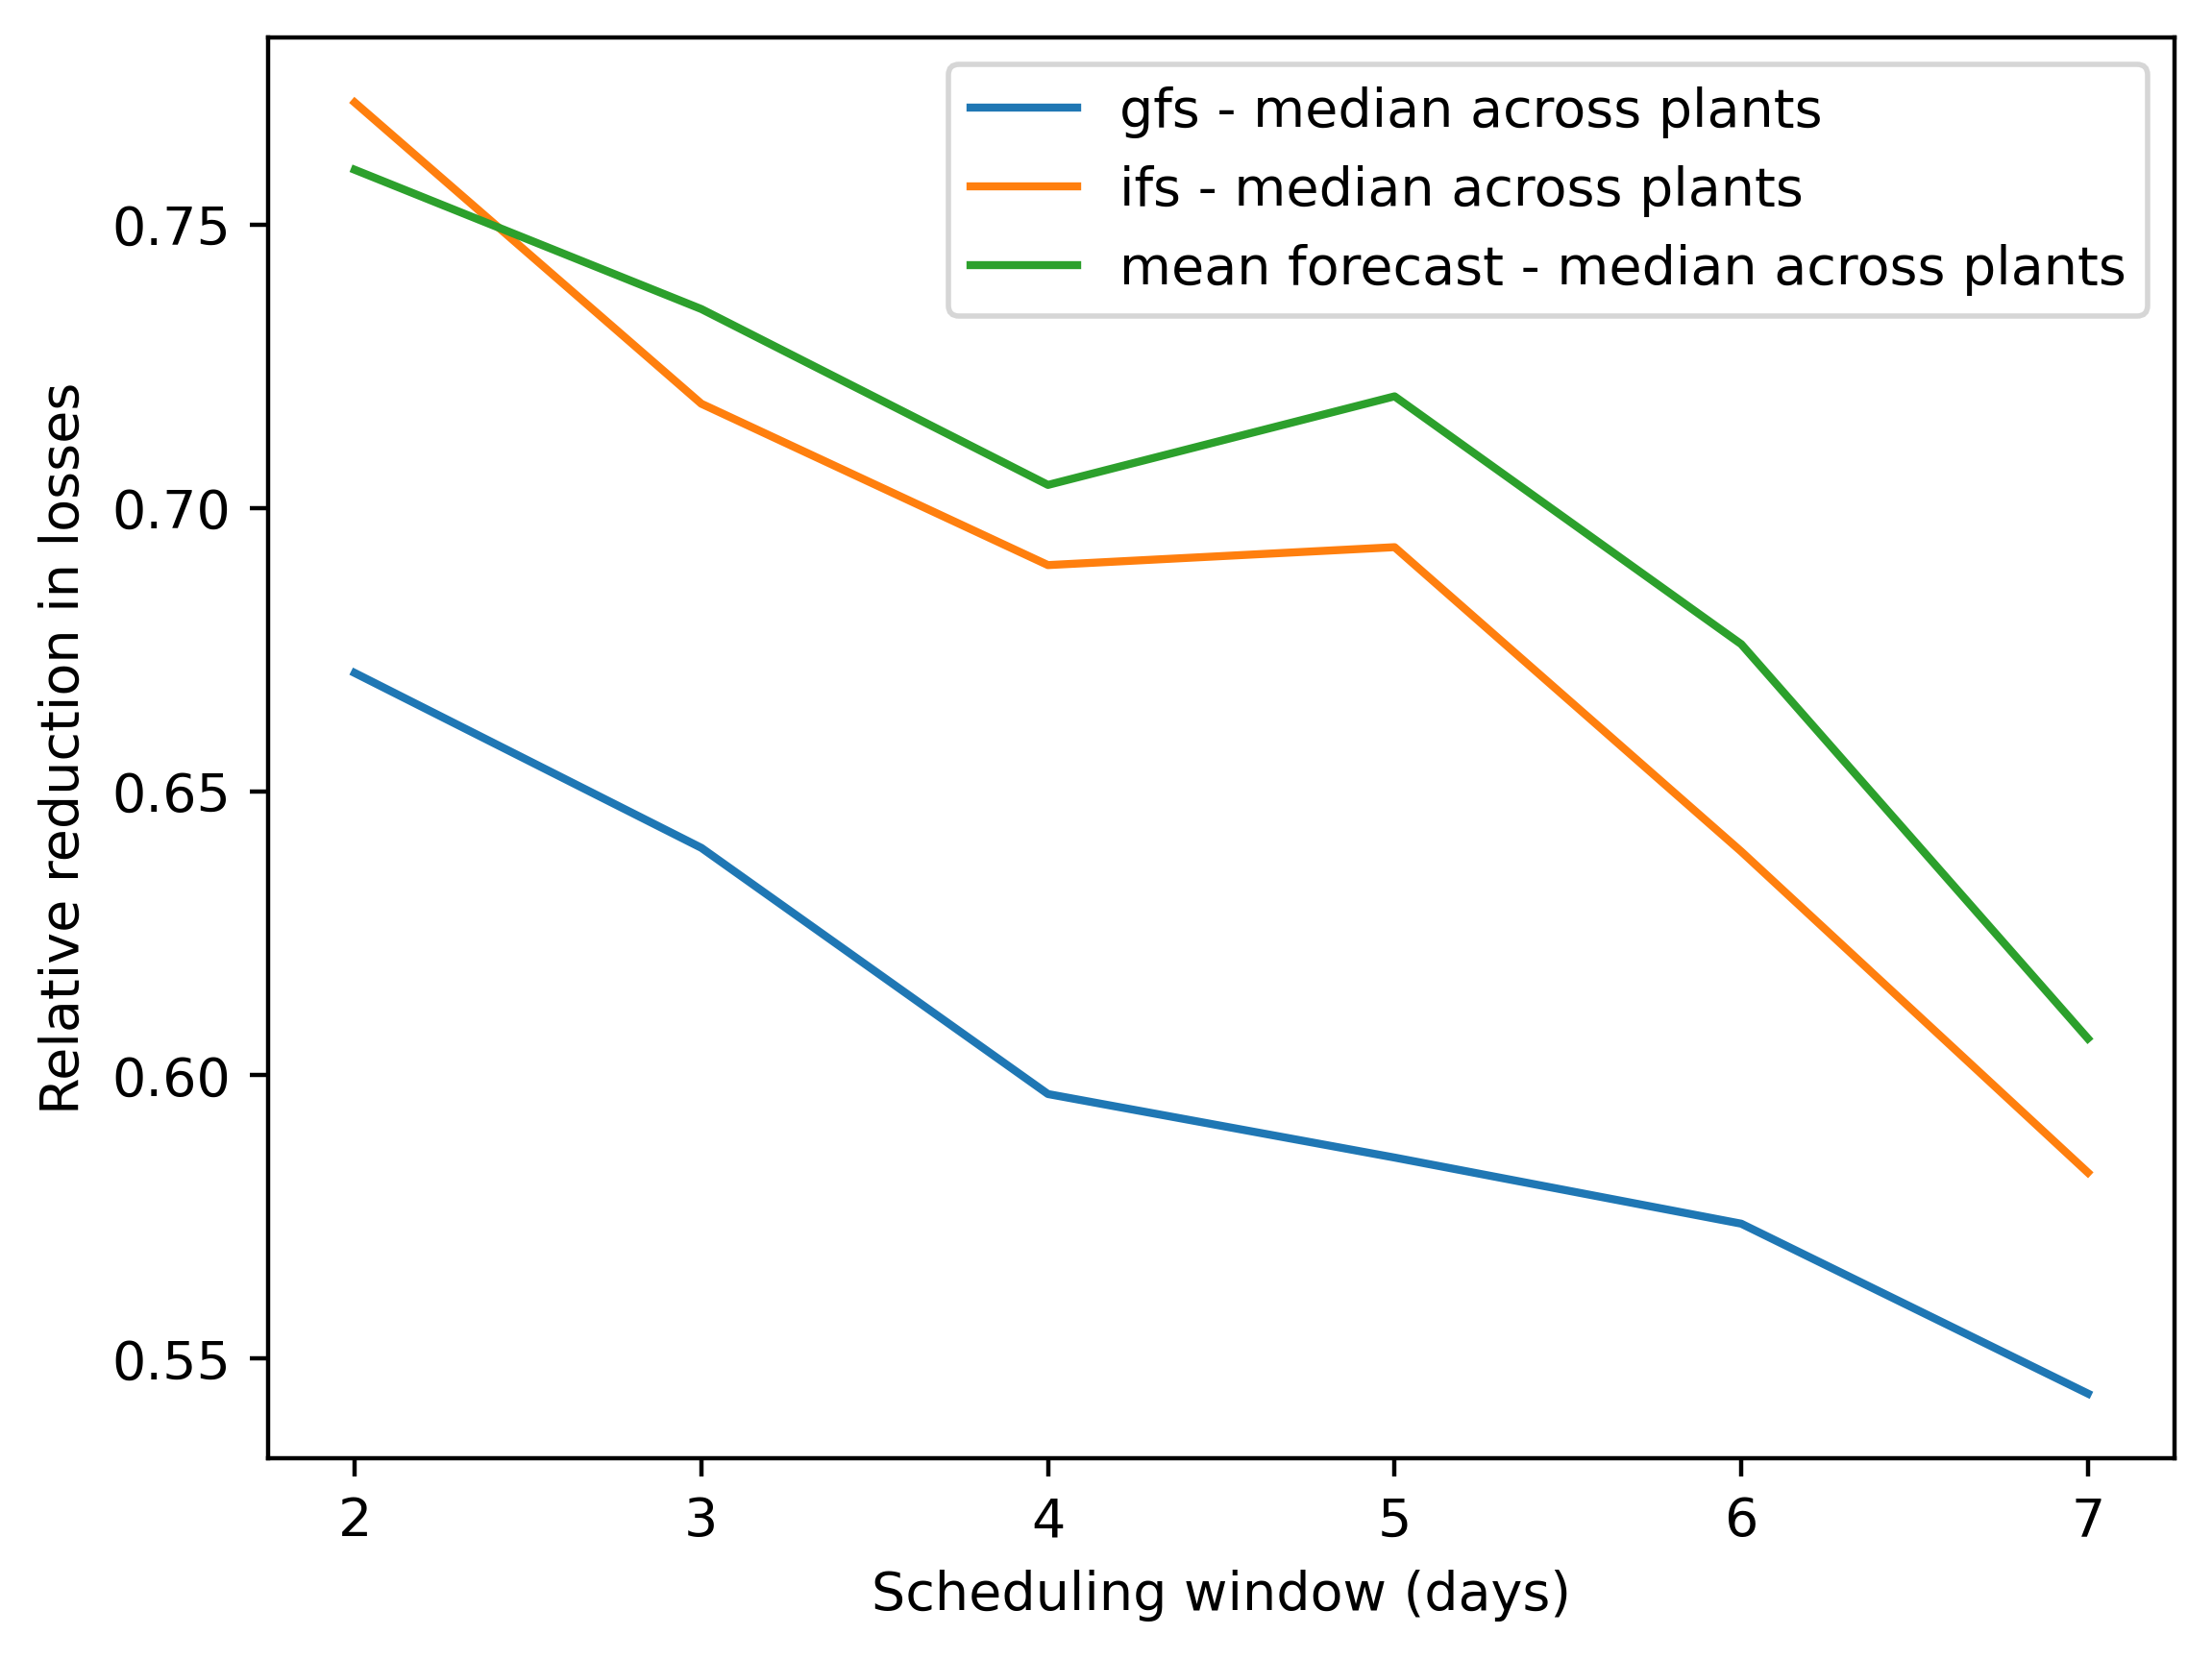 gfs - median across plants
ifs - median across plants
mean forecast - median across plants
Relative reduction in losses
0.75
0.70
0.65
0.60
0.55
2 3 4 5 6 7
Scheduling window (days)